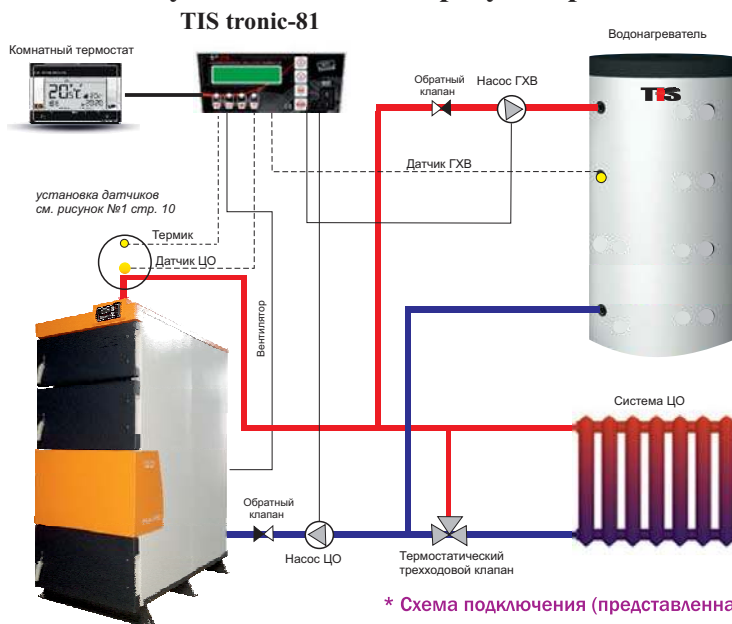 TIS tronic-81
Комнатный термостат
Водонагреватель
Обратный
клапан
Насос ГХВ
TIS
Датчик ГХВ
установка датчиков
см. рисунок №1 стр. 10
Термик
Датчик ЦО
Вентилятор
Система ЦО
Обратный
клапан
Насос ЦО
Термостатический
трехходовой клапан
* Схема подключения (представленна